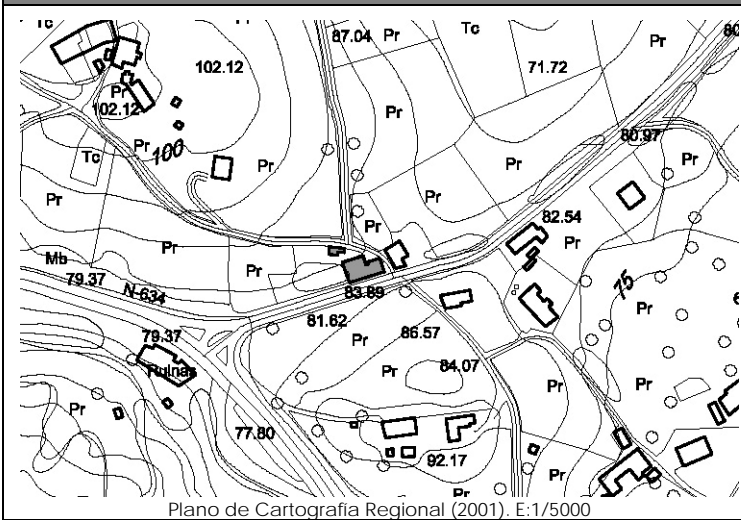 Tc
87.04 Pr
Tc
80
Pr
102.12
71.72
Pr
102.12
80.97
Pr
100
Tc
Pr
Pr
Pr
Pr
Pr
Pr
82.54
Pr
Mb
Pr
Pr
Pr
79.37
N-634
83.89
75
81.62
86.57
Pr
79.37
Pr
84.07
Ruinas
Pr
Pr
Pr
Pr
77.80
92.17
Pr
Pr
Plano de Cartografía Regional (2001). E:1/5000